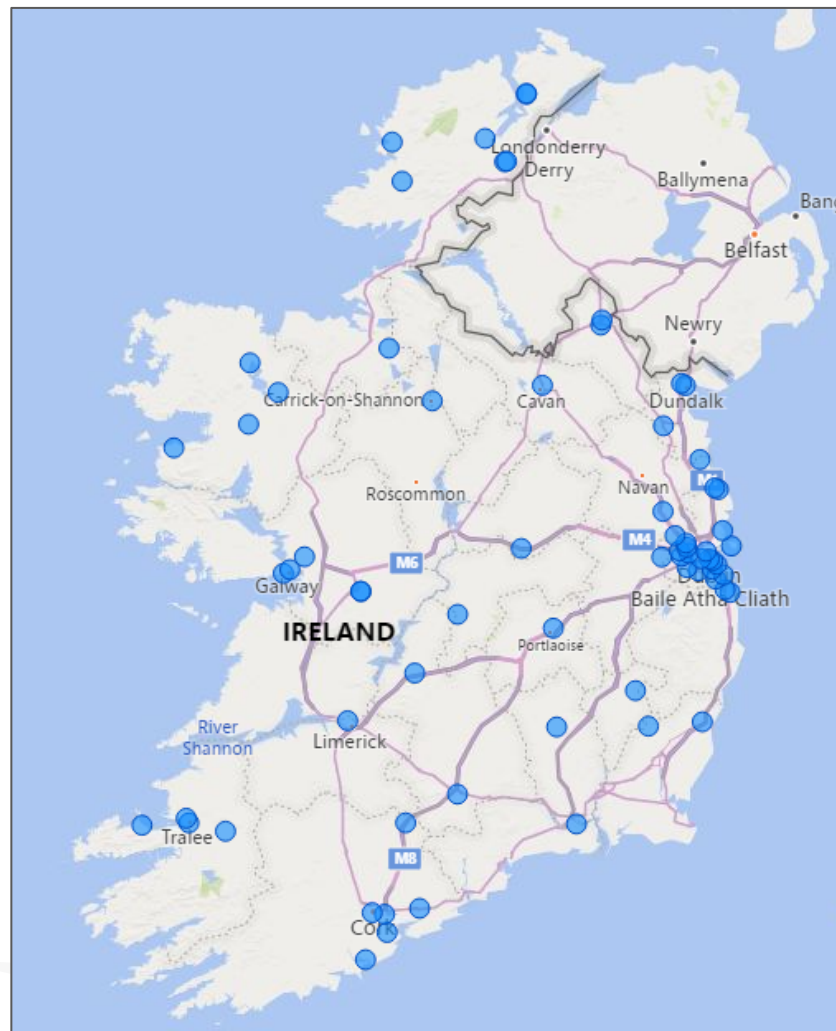 Londonderry
Derry
Ballymena
Bang
Belfast
Newry
Carrick-on-Shannon
Cavan
Dundalk
Roscommon
Navan
M4
M6
Galway
Baile Atha Cliath
IRELAND
Portlaoise
River
Shannon
Limerick
Tralee
M8
Cork